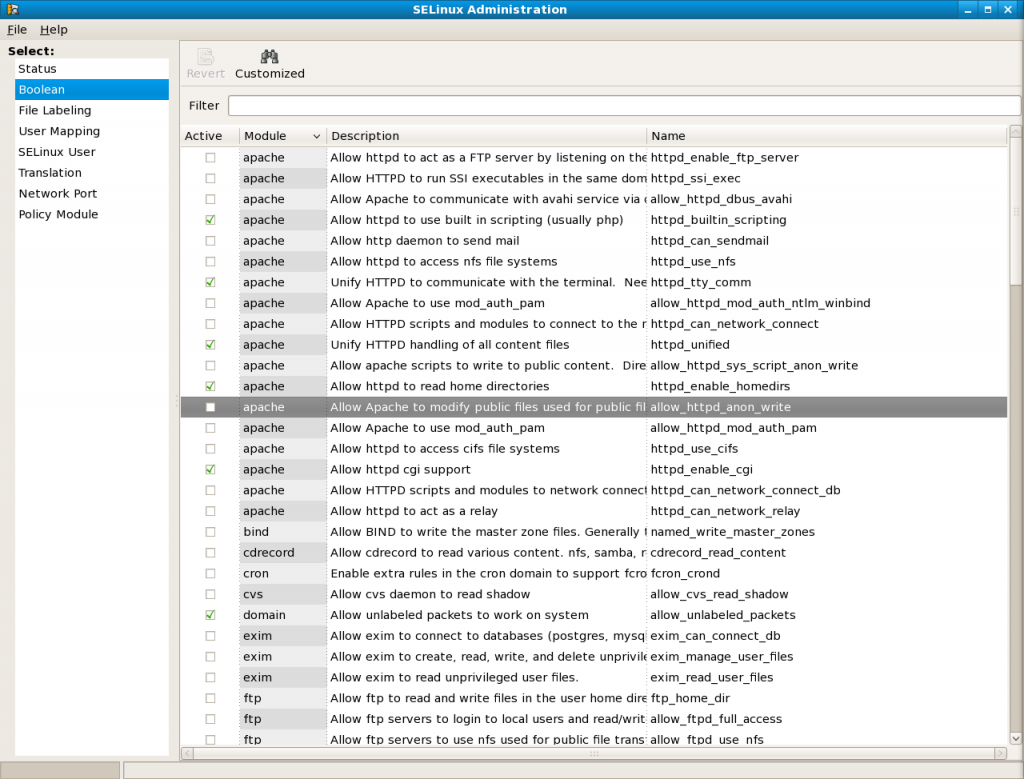 SELinux Administration
File Help
Select:
Status
Boolean
File Labeling
User Mapping
SELinux User
Translation
Network Port
Policy Module
Revert Customized
Filter
Active Module Description Name
apache Allow httpd to act as a FTP server by listening on the httpd_enable_ftp_server
apache Allow HTTPD to run SSI executables in the same dom httpd_ssi_exec
apache Allow Apache to communicate with avahi service via allow_httpd_dbus_avahi
apache Allow httpd to use built in scripting (usually php) httpd_builtin_scripting
apache Allow http daemon to send mail httpd_can_sendmail
apache Allow httpd to access nfs file systems httpd_use_nfs
apache Unify HTTPD to communicate with the terminal. Nee httpd_tty_comm
apache Allow Apache to use mod_auth_pam allow_httpd_mod_auth_ntlm_winbind
apache Allow HTTPD scripts and modules to connect to the httpd_can_network_connect
apache Unify HTTPD handling of all content files httpd_unified
apache Allow apache scripts to write to public content. Dire allow_httpd_sys_script_anon_write
apache Allow httpd to read home directories httpd_enable_homedirs
apache Allow Apache to modify public files used for public fil allow_httpd_anon_write
apache Allow Apache to use mod_auth_pam allow_httpd_mod_auth_pam
apache Allow httpd to access cifs file systems httpd_use_cifs
apache Allow httpd cgi support httpd_enable_cgi
apache Allow HTTPD scripts and modules to network connect httpd_can_network_connect_db
apache Allow httpd to act as a relay httpd_can_network_relay
bind Allow BIND to write the master zone files. Generally named_write_master_zones
cdrecord Allow cdrecord to read various content. nfs, samba, cdrecord_read_content
cron Enable extra rules in the cron domain to support fcro fcron_crond
cvs Allow cvs daemon to read shadow allow_cvs_read_shadow
domain Allow unlabeled packets to work on system allow_unlabeled_packets
exim Allow exim to connect to databases (postgres, mysq exim_can_connect_db
exim Allow exim to create, read, write, and delete unprivile exim_manage_user_files
exim Allow exim to read unprivileged user files. exim_read_user_files
ftp Allow ftp to read and write files in the user home dire ftp_home_dir
ftp Allow ftp servers to login to local users and read/writ allow_ftpd_full_access
ftp Allow ftp servers to use nfs used for public file trans allow_ftpd_use_nfs